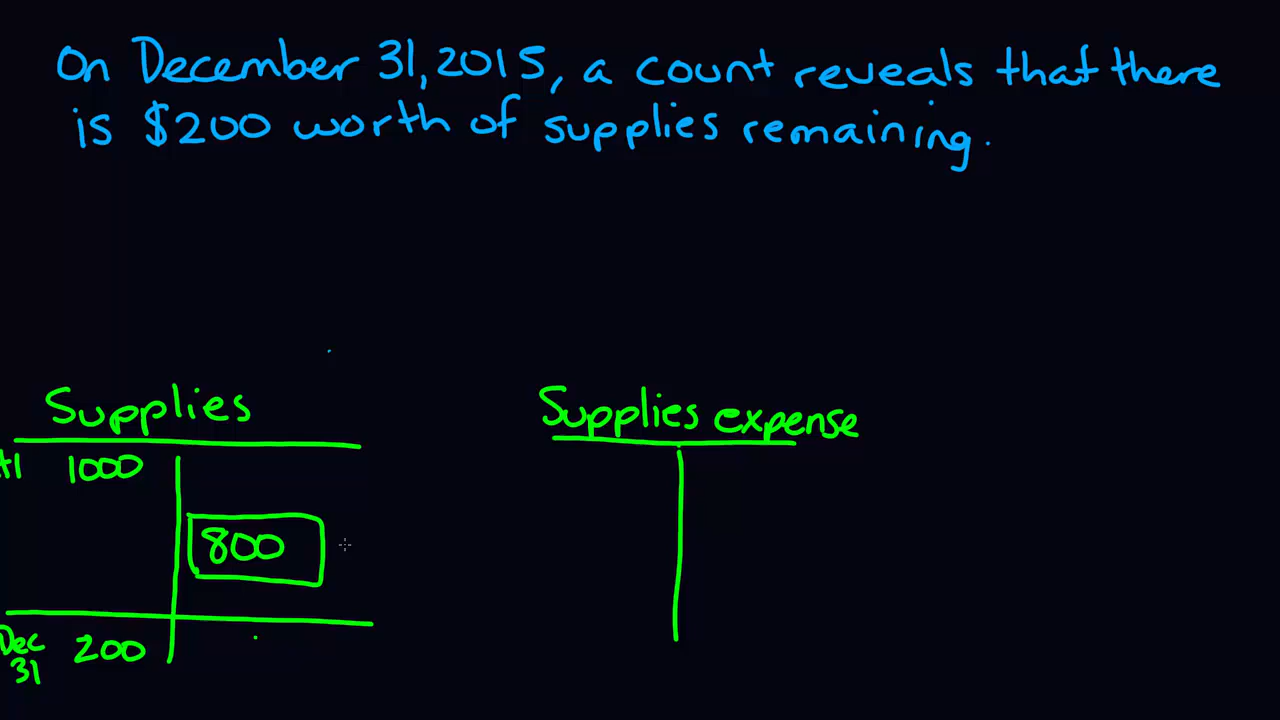 On December 31, 2015, a count reveals that there
is $200 worth of supplies remaining.
Supplies
Supplies expense
1000
800
Dec 200
31